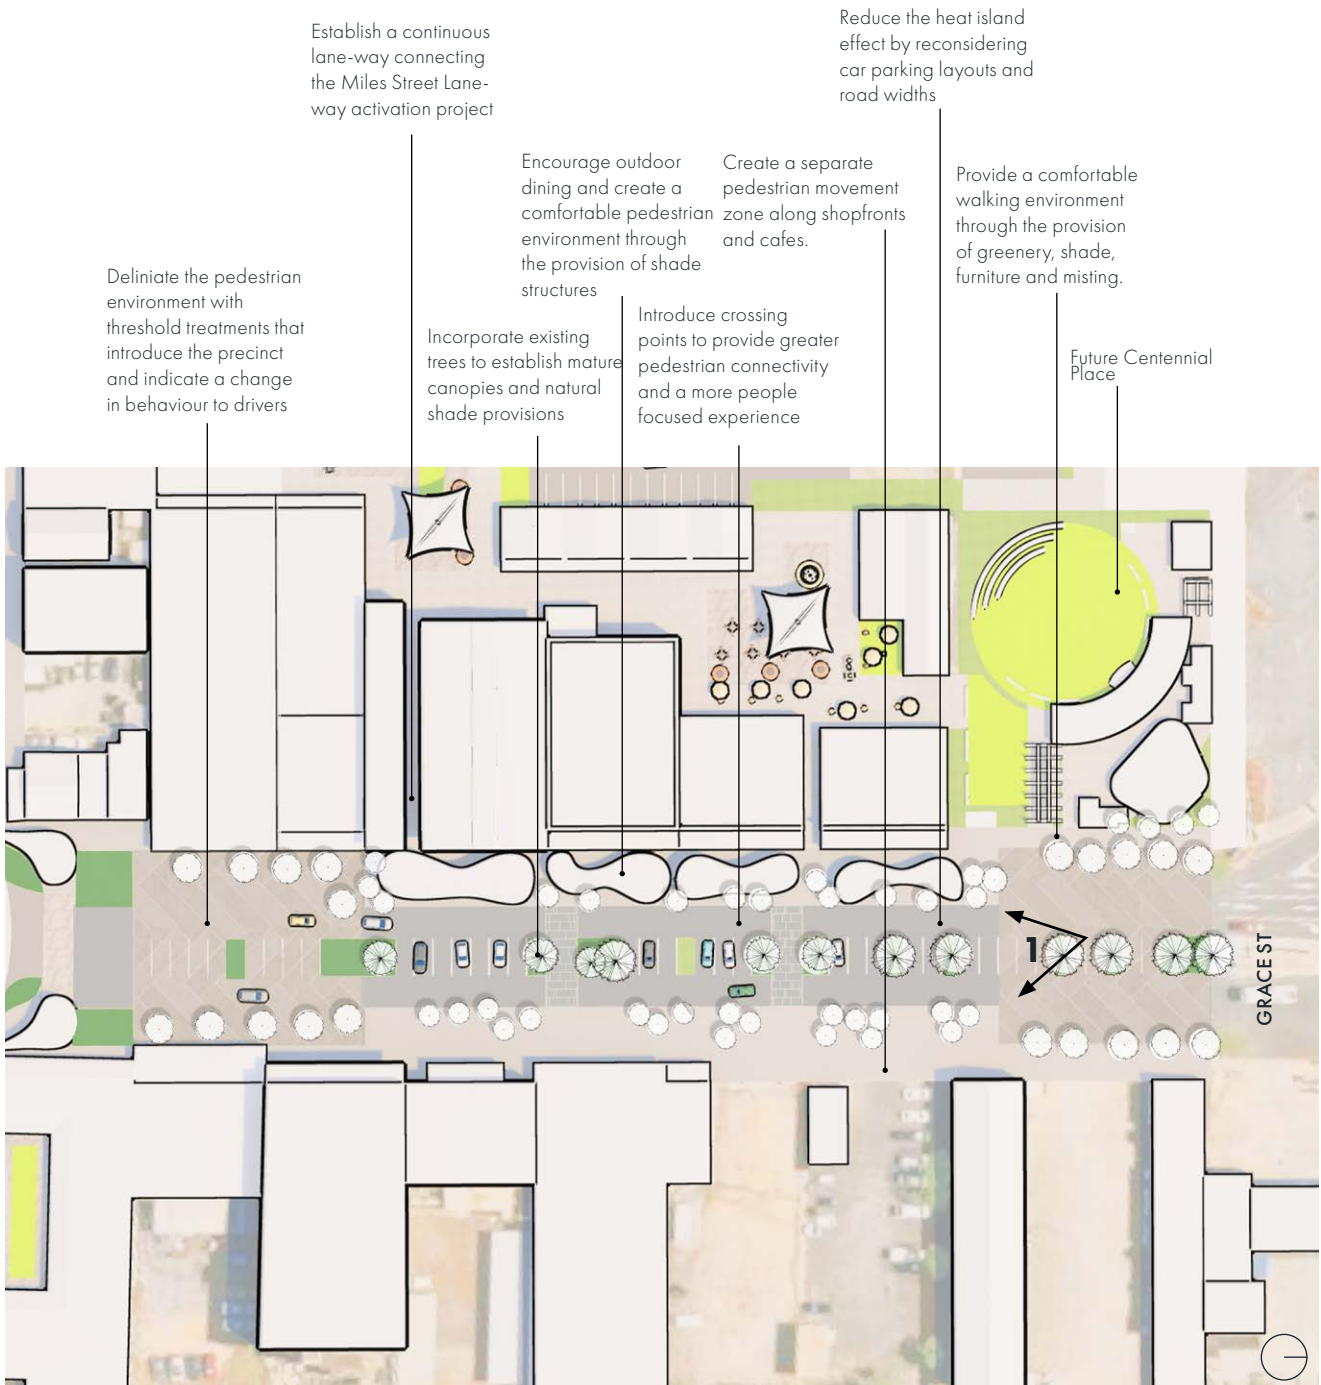 Establish a continuous
lane-way connecting
the Miles Street Lane-
way activation project
Reduce the heat island
effect by reconsidering
car parking layouts and
road widths
Encourage outdoor
dining and create a
comfortable pedestrian
environment through
the provision of shade
structures
Create a separate
pedestrian movement
zone along shopfronts
and cafes.
Provide a comfortable
walking environment
through the provision
of greenery, shade,
furniture and misting.
Deliniate the pedestrian
environment with
threshold treatments that
introduce the precinct
and indicate a change
in behaviour to drivers
Incorporate existing
trees to establish mature
canopies and natural
shade provisions
Introduce crossing
points to provide greater
pedestrian connectivity
and a more people
focused experience
Future Centennial
Place
1
GRACE ST